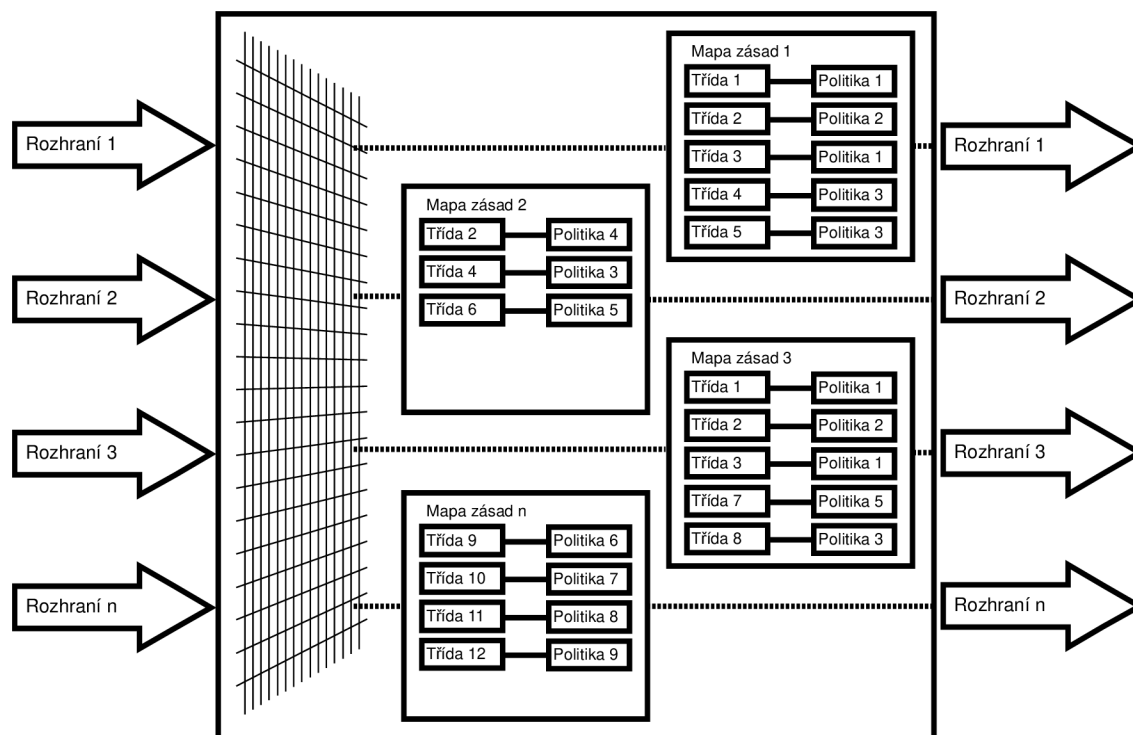 Rozhraní 1
Rozhraní 2
Rozhraní 3
Rozhraní n
Mapa zásad 1
Třída 1 Politika 1
Třída 2 Politika 2
Třída 3 Politika 1
Třída 4 Politika 3
Třída 5 Politika 3
Mapa zásad 2
Třída 2 Politika 4
Třída 4 Politika 3
Třída 6 Politika 5
Mapa zásad 3
Třída 1 Politika 1
Třída 2 Politika 2
Třída 3 Politika 1
Třída 7 Politika 5
Třída 8 Politika 3
Mapa zásad n
Třída 9 Politika 6
Třída 10 Politika 7
Třída 11 Politika 8
Třída 12 Politika 9
Rozhraní 1
Rozhraní 2
Rozhraní 3
Rozhraní n